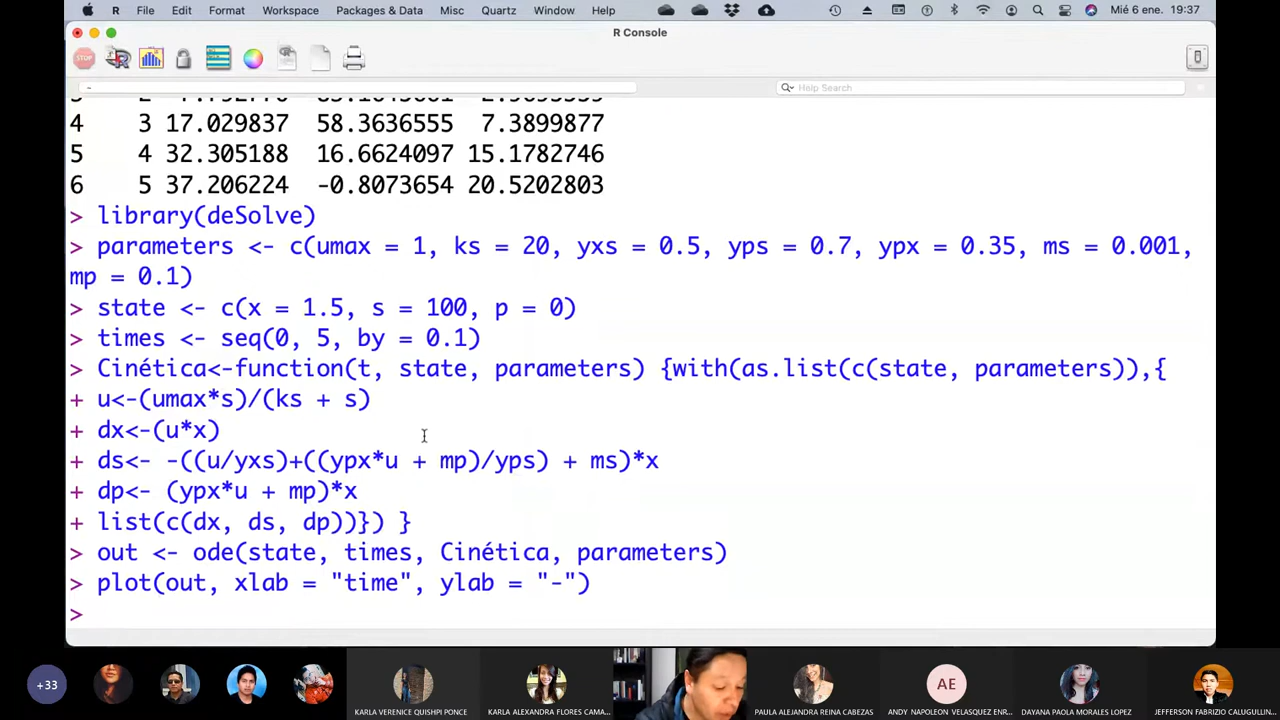 R File Edit Format Workspace Packages & Data Misc Quartz Window Help Mié 6 ene. 19:37
R Console
STOP
~
Help Search
4 3 17.029837 58.3636555 7.3899877
5 4 32.305188 16.6624097 15.1782746
6 5 37.206224 -0.8073654 20.5202803
> library(deSolve)
> parameters <- c(umax = 1, ks = 20, yxs = 0.5, yps = 0.7, ypx = 0.35, ms = 0.001,
mp = 0.1)
> state <- c(x = 1.5, s = 100, p = 0)
> times <- seq(0, 5, by = 0.1)
> Cinética<-function(t, state, parameters) {with(as.list(c(state, parameters)),{
+ u<-(umax*s)/(ks + s)
+ dx<-(u*x)
+ ds<- -((u/yxs)+((ypx*u + mp)/yps) + ms)*x
+ dp<- (ypx*u + mp)*x
+ list(c(dx, ds, dp))}) }
> out <- ode(state, times, Cinética, parameters)
> plot(out, xlab = "time", ylab = "-")
>
+33
KARLA VERENICE QUISHPI PONCE
KARLA ALEXANDRA FLORES CAMA...
PAULA ALEJANDRA REINA CABEZAS
AE
ANDY NAPOLEON VELASQUEZ ENR...
DAYANA PAOLA MORALES LOPEZ
JEFFERSON FABRIZIO CALUGULLIN...